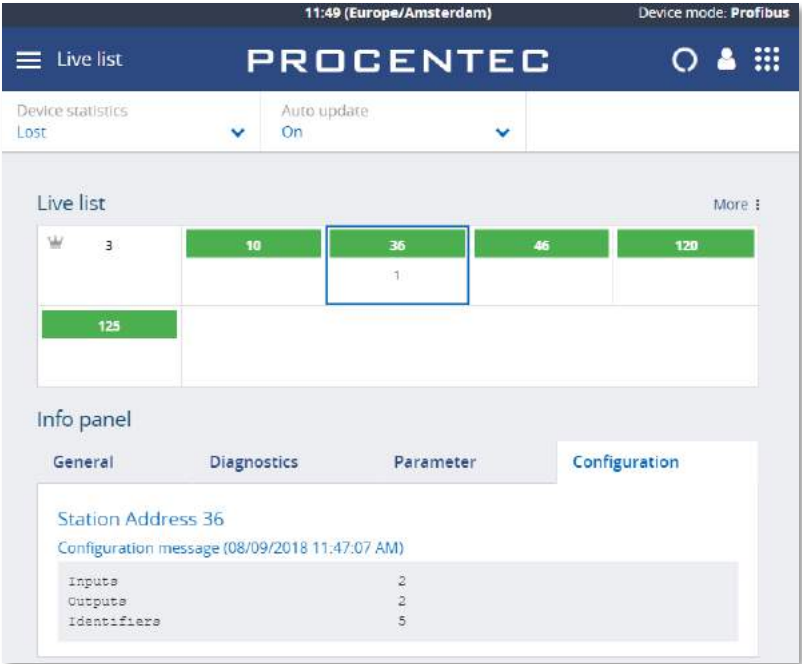 11:49 (Europe/Amsterdam) Device mode: Profibus
Live list PROCENTEC
Device statistics Auto update
Lost On
Live list More
3 10 36 46 120
1
125
Info panel
General Diagnostics Parameter Configuration
Station Address 36
Configuration message (08/09/2018 11:47:07 AM)
Inputs 2
Outputs 2
Identifiers 5